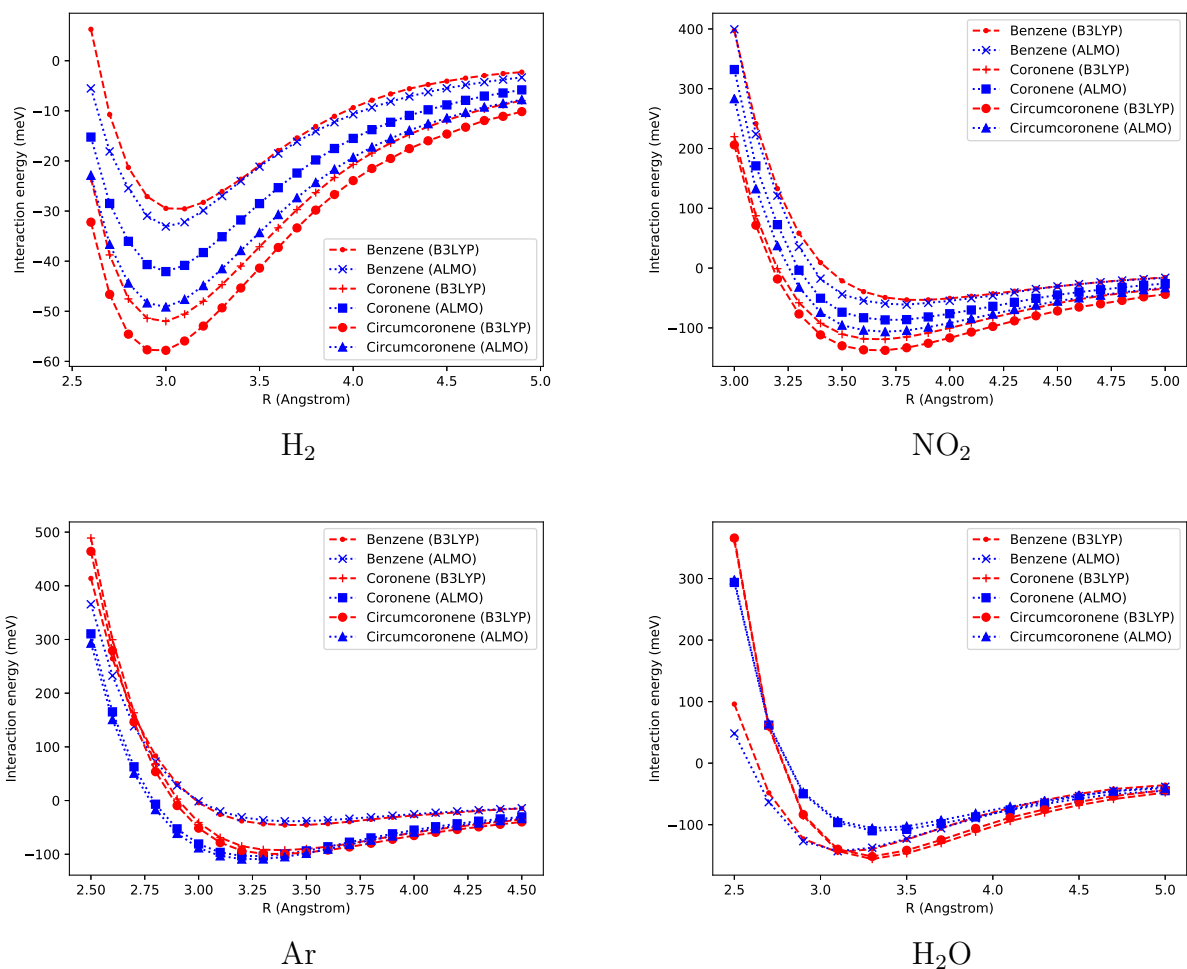 Interaction energy (meV)
0
−10
−20
−30
−40
−50
−60
2.5 3.0 3.5 4.0 4.5 5.0
R (Angstrom)
Benzene (B3LYP)
Benzene (ALMO)
Coronene (B3LYP)
Coronene (ALMO)
Circumcoronene (B3LYP)
Circumcoronene (ALMO)
H₂
Interaction energy (meV)
400
300
200
100
0
−100
3.00 3.25 3.50 3.75 4.00 4.25 4.50 4.75 5.00
R (Angstrom)
Benzene (B3LYP)
Benzene (ALMO)
Coronene (B3LYP)
Coronene (ALMO)
Circumcoronene (B3LYP)
Circumcoronene (ALMO)
NO₂
Interaction energy (meV)
500
400
300
200
100
0
−100
2.50 2.75 3.00 3.25 3.50 3.75 4.00 4.25 4.50
R (Angstrom)
Benzene (B3LYP)
Benzene (ALMO)
Coronene (B3LYP)
Coronene (ALMO)
Circumcoronene (B3LYP)
Circumcoronene (ALMO)
Ar
Interaction energy (meV)
300
200
100
0
−100
2.5 3.0 3.5 4.0 4.5 5.0
R (Angstrom)
Benzene (B3LYP)
Benzene (ALMO)
Coronene (B3LYP)
Coronene (ALMO)
Circumcoronene (B3LYP)
Circumcoronene (ALMO)
H₂O